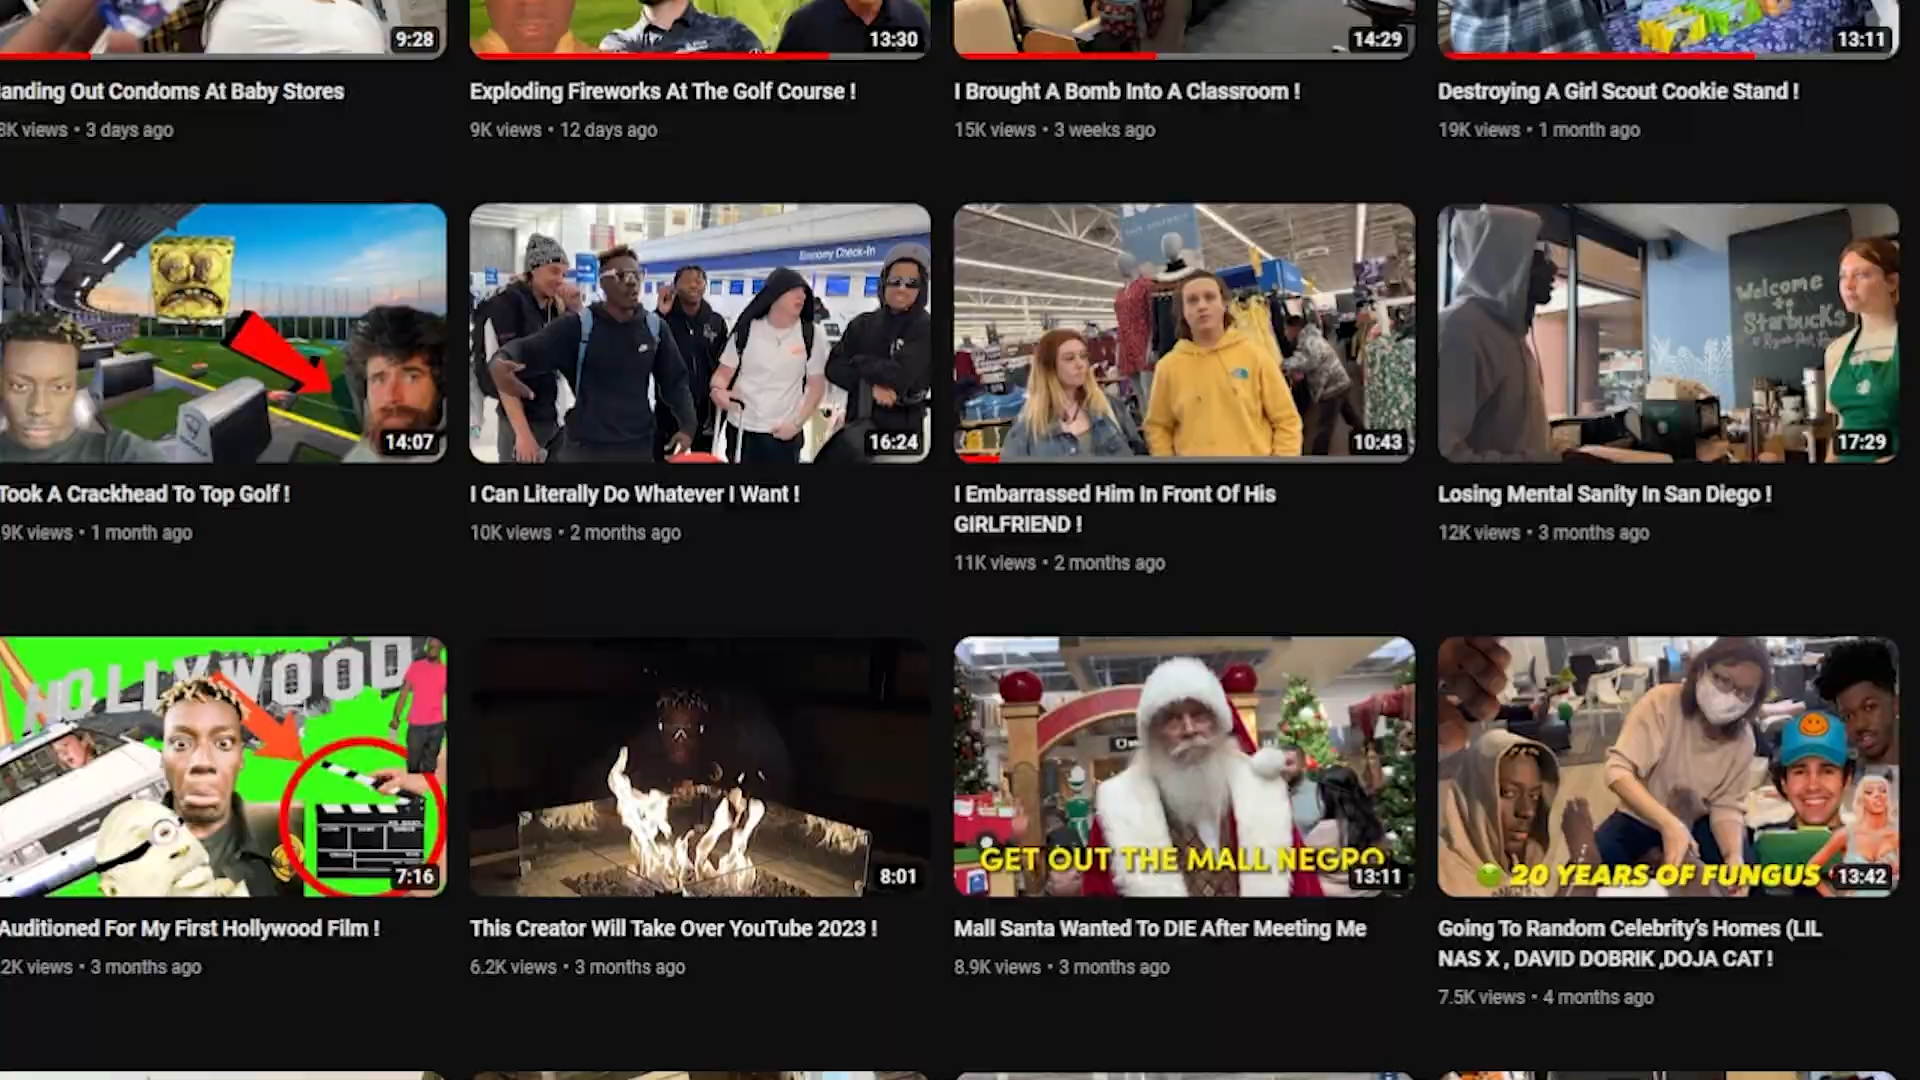 9:28
13:30
14:29
13:11
anding Out Condoms At Baby Stores
Exploding Fireworks At The Golf Course !
I Brought A Bomb Into A Classroom !
Destroying A Girl Scout Cookie Stand !
8K views • 3 days ago
9K views • 12 days ago
15K views • 3 weeks ago
19K views • 1 month ago
Economy Check-In
Welcome
to
Starbucks
14:07
16:24
10:43
17:29
Took A Crackhead To Top Golf !
I Can Literally Do Whatever I Want !
I Embarrassed Him In Front Of His
GIRLFRIEND !
Losing Mental Sanity In San Diego !
9K views • 1 month ago
10K views • 2 months ago
11K views • 2 months ago
12K views • 3 months ago
HOLLYWOOD
GET OUT THE MALL NEGRO
20 YEARS OF FUNGUS
7:16
8:01
13:11
13:42
Auditioned For My First Hollywood Film !
This Creator Will Take Over YouTube 2023 !
Mall Santa Wanted To DIE After Meeting Me
Going To Random Celebrity's Homes (LIL
NAS X , DAVID DOBRIK ,DOJA CAT !
2K views • 3 months ago
6.2K views • 3 months ago
8.9K views • 3 months ago
7.5K views • 4 months ago